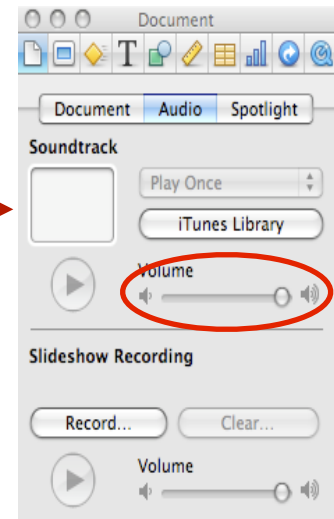 Document
T
Document Audio Spotlight
Soundtrack
Play Once
iTunes Library
Volume
Slideshow Recording
Record... Clear...
Volume